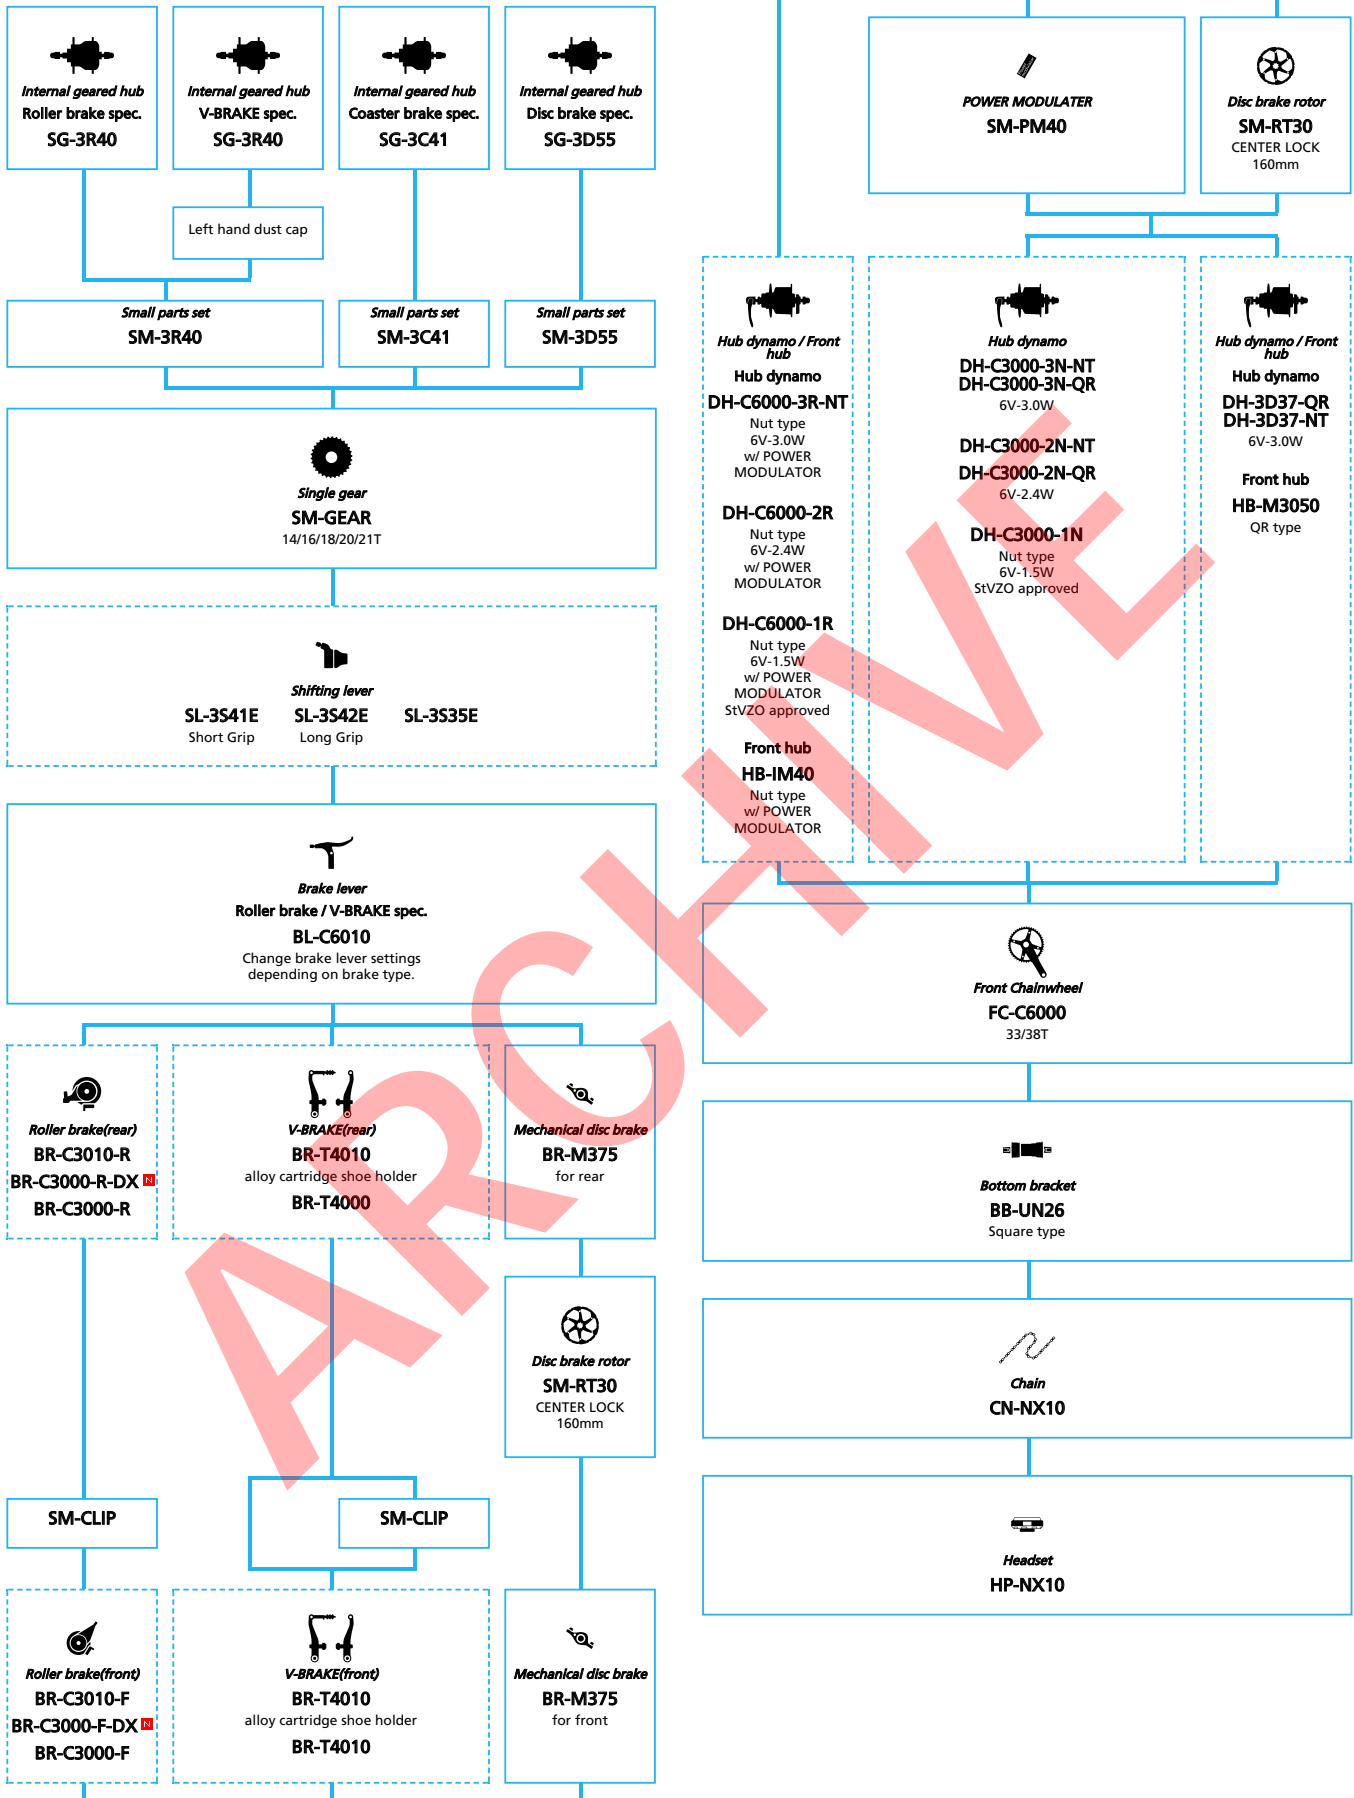 Internal geared hub
Roller brake spec.
SG-3R40
Internal geared hub
V-BRAKE spec.
SG-3R40
Internal geared hub
Coaster brake spec.
SG-3C41
Internal geared hub
Disc brake spec.
SG-3D55
Left hand dust cap
Small parts set
SM-3R40
Small parts set
SM-3C41
Small parts set
SM-3D55
Single gear
SM-GEAR
14/16/18/20/21T
Shifting lever
SL-3S41E
Short Grip
SL-3S42E
Long Grip
SL-3S35E
Brake lever
Roller brake / V-BRAKE spec.
BL-C6010
Change brake lever settings
depending on brake type.
Roller brake(rear)
BR-C3010-R
BR-C3000-R-DX N
BR-C3000-R
V-BRAKE(rear)
BR-T4010
alloy cartridge shoe holder
BR-T4000
Mechanical disc brake
BR-M375
for rear
Disc brake rotor
SM-RT30
CENTER LOCK
160mm
SM-CLIP
SM-CLIP
Roller brake(front)
BR-C3010-F
BR-C3000-F-DX N
BR-C3000-F
V-BRAKE(front)
BR-T4010
alloy cartridge shoe holder
BR-T4010
Mechanical disc brake
BR-M375
for front
POWER MODULATER
SM-PM40
Disc brake rotor
SM-RT30
CENTER LOCK
160mm
Hub dynamo / Front
hub
Hub dynamo
DH-C6000-3R-NT
Nut type
6V-3.0W
w/ POWER
MODULATOR
DH-C6000-2R
Nut type
6V-2.4W
w/ POWER
MODULATOR
DH-C6000-1R
Nut type
6V-1.5W
w/ POWER
MODULATOR
StVZO approved
Front hub
HB-IM40
Nut type
w/ POWER
MODULATOR
Hub dynamo
DH-C3000-3N-NT
DH-C3000-3N-QR
6V-3.0W
DH-C3000-2N-NT
DH-C3000-2N-QR
6V-2.4W
DH-C3000-1N
Nut type
6V-1.5W
StVZO approved
Hub dynamo / Front
hub
Hub dynamo
DH-3D37-QR
DH-3D37-NT
6V-3.0W
Front hub
HB-M3050
QR type
Front Chainwheel
FC-C6000
33/38T
Bottom bracket
BB-UN26
Square type
Chain
CN-NX10
Headset
HP-NX10
ARCHIVE